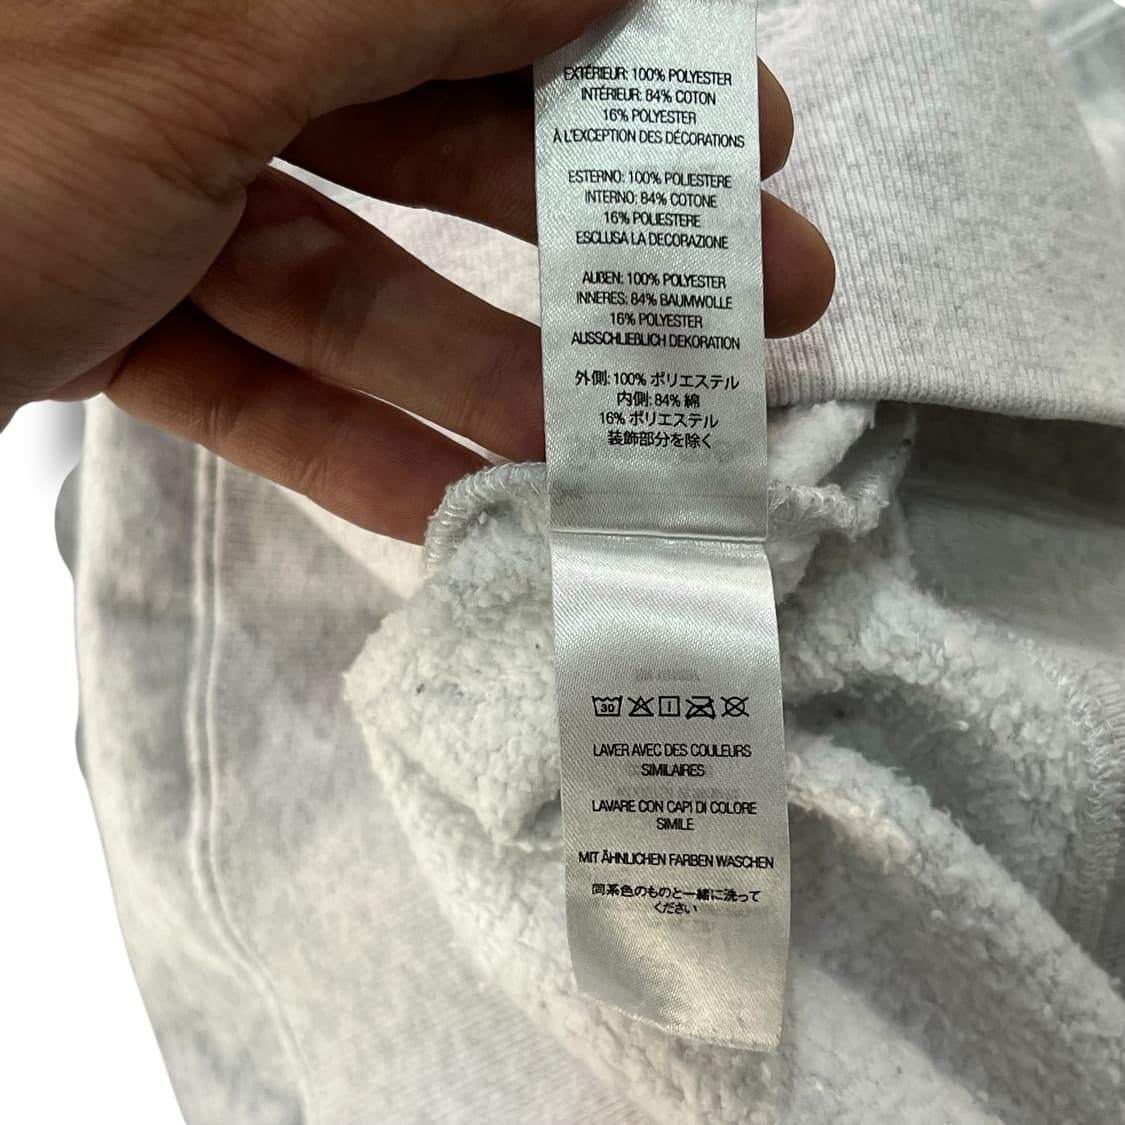 EXTÉRIEUR: 100% POLYESTER
INTÉRIEUR: 84% COTON
16% POLYESTER
À L'EXCEPTION DES DÉCORATIONS
ESTERNO: 100% POLIESTERE
INTERNO: 84% COTONE
16% POLIESTERE
ESCLUSA LA DECORAZIONE
AUßEN: 100% POLYESTER
INNERES: 84% BAUMWOLLE
16% POLYESTER
AUSSCHLIEßLICH DEKORATION
外側: 100% ポリエステル
内側: 84% 綿
16% ポリエステル
装飾部分を除く
30
LAVER AVEC DES COULEURS
SIMILAIRES
LAVARE CON CAPI DI COLORE
SIMILE
MIT ÄHNLICHEN FARBEN WASCHEN
同系色のものと一緒に洗って
ください